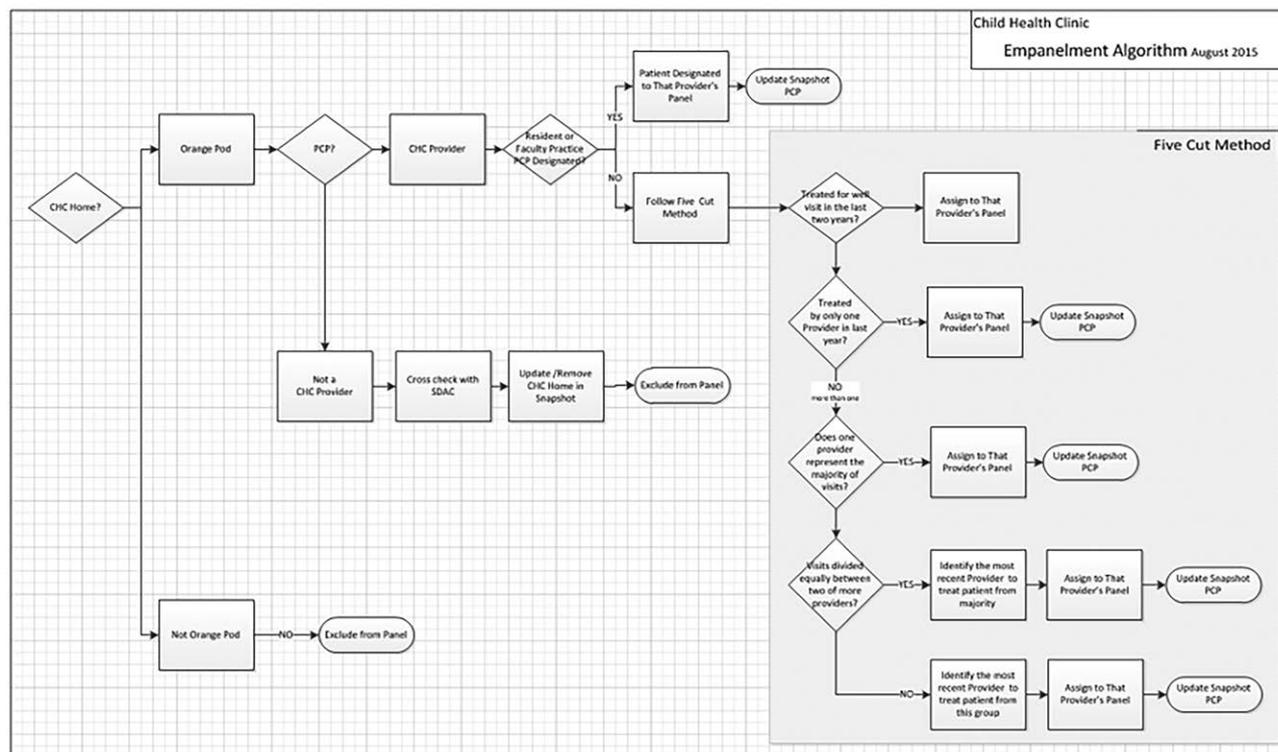 Child Health Clinic
Empanelment Algorithm August 2015
Patient Designated
to That Provider's
Panel
Update Snapshot
PCP
YES
Orange Pod
PCP?
CHC Provider
Resident or
Faculty Practice
PCP Designated?
NO
Five Cut Method
CHC Home?
Follow Five Cut
Method
Treated for well
visit in the last
two years?
Assign to That
Provider's Panel
Treated
by only one
Provider in last
year?
YES
Assign to That
Provider's Panel
Update Snapshot
PCP
Not a
CHC Provider
Cross check with
SDAC
Update /Remove
CHC Home in
Snapshot
Exclude from Panel
NO
more than one
Does one
provider
represent the
majority of
visits?
YES
Assign to That
Provider's Panel
Update Snapshot
PCP
Visits divided
equally between
two of more
providers?
YES
Identify the most
recent Provider to
treat patient from
majority
Assign to That
Provider's Panel
Update Snapshot
PCP
Not Orange Pod
NO
Exclude from Panel
NO
Identify the most
recent Provider to
treat patient from
this group
Assign to That
Provider's Panel
Update Snapshot
PCP